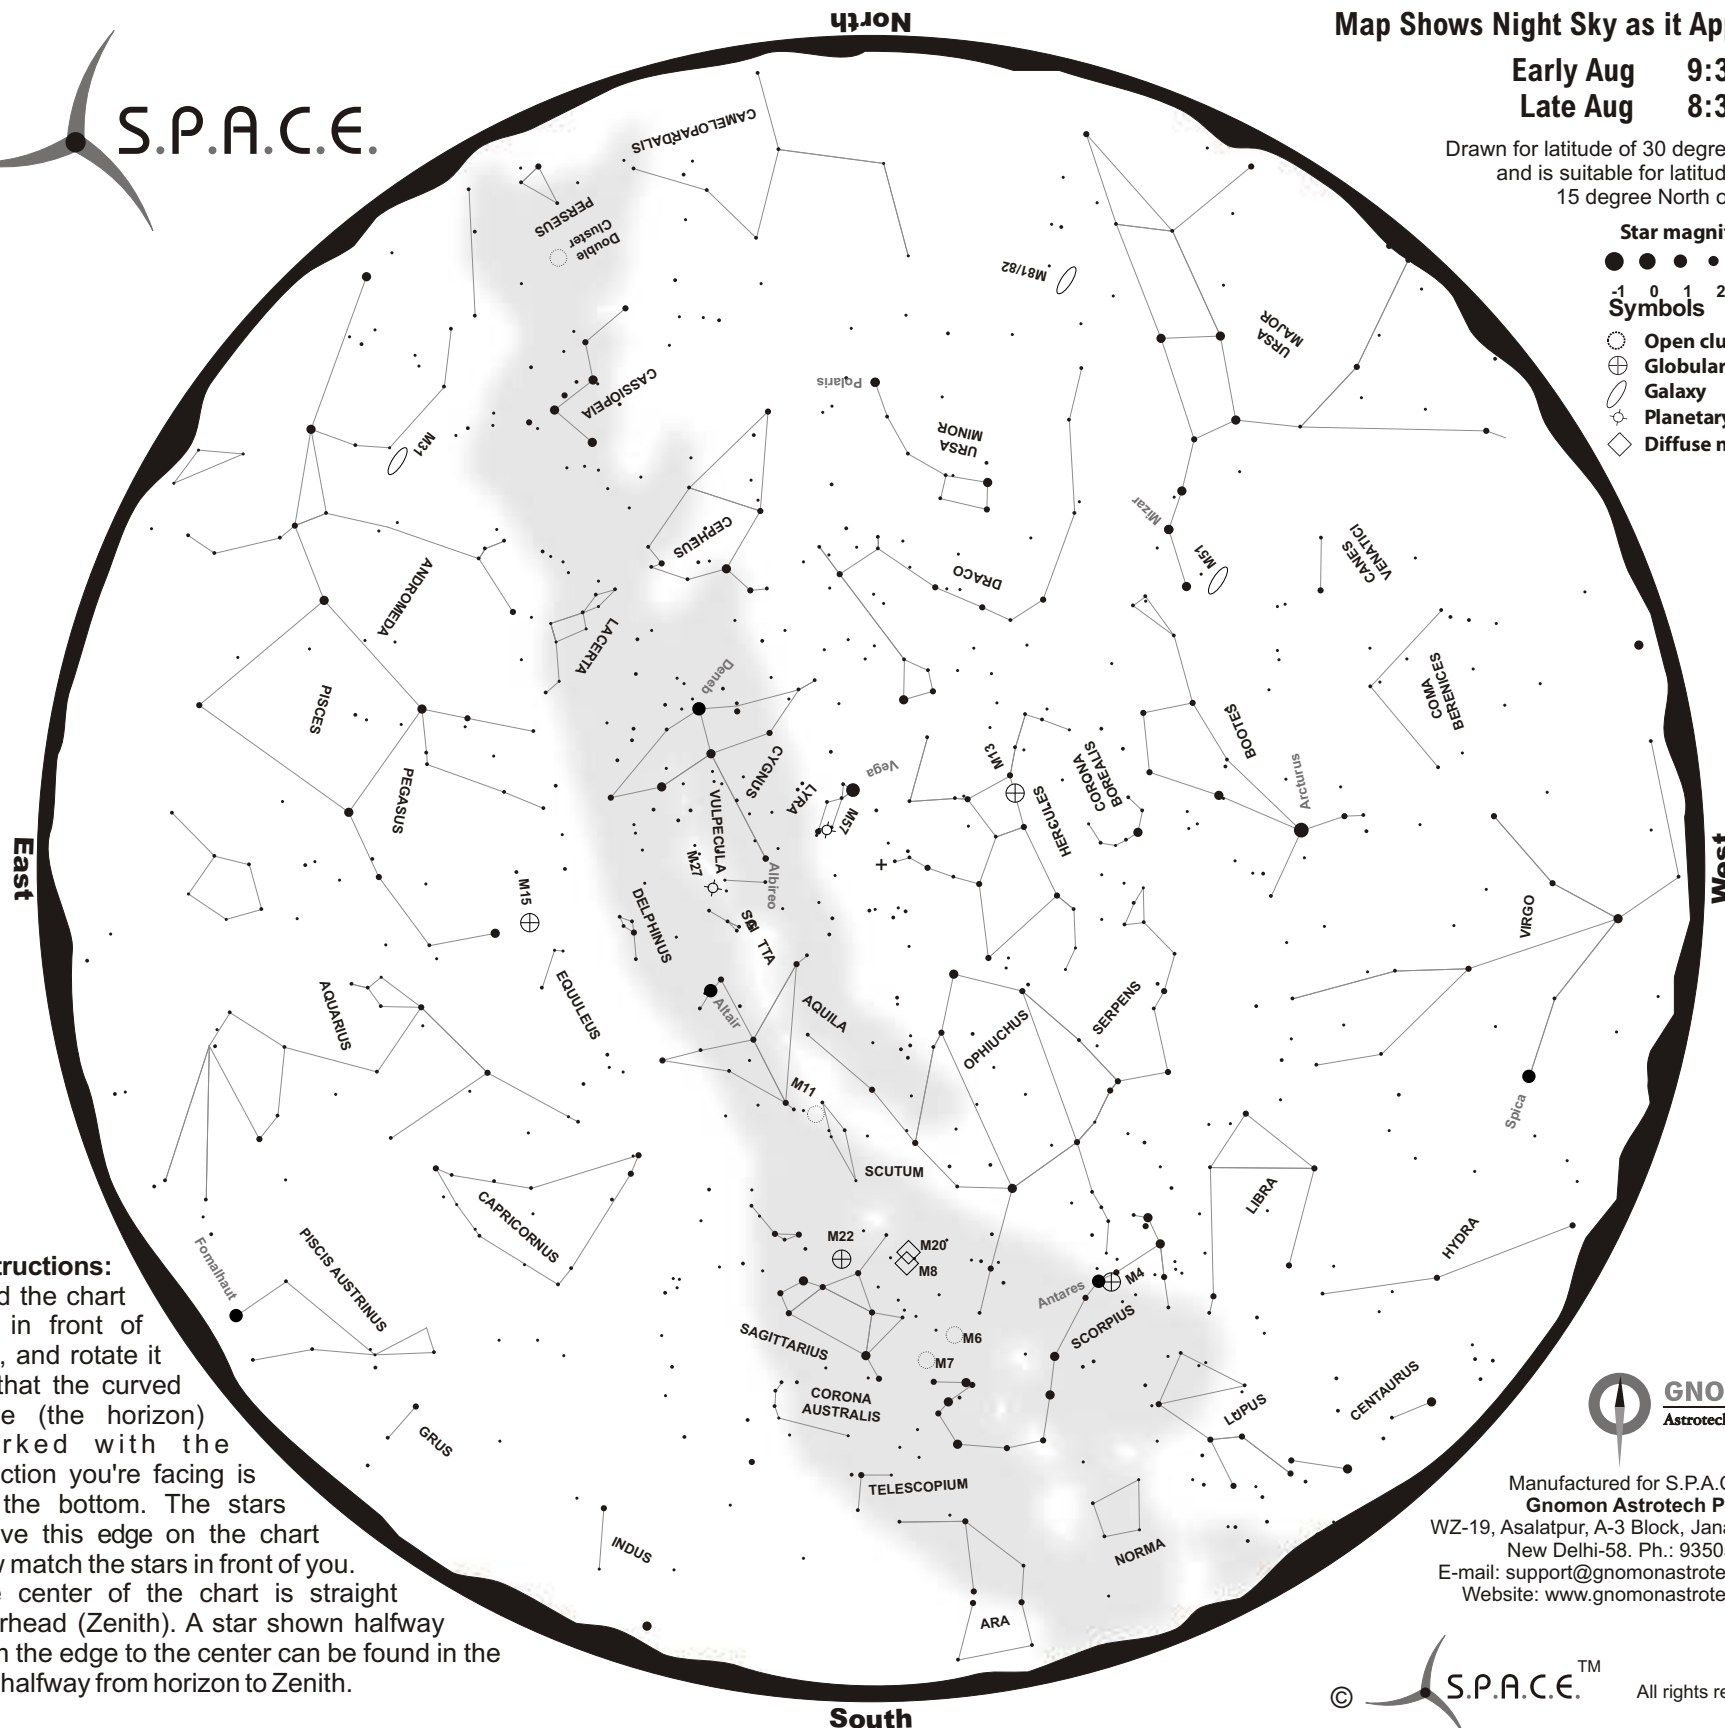 North
Map Shows Night Sky as it Ap
Early Aug 9:3
Late Aug 8:3
Drawn for latitude of 30 degre
and is suitable for latitud
15 degree North o
Star magni
-1 0 1 2
Symbols
Open clu
Globular
Galaxy
Planetary
Diffuse n
S.P.A.C.E.
CAMELOPARDALIS
PERSEUS
Double
Cluster
M81/82
URSA
MAJOR
CASSIOPEIA
Polaris
URSA
MINOR
M31
Mizar
CEPHEUS
M51
CANES
VENATICI
DRACO
ANDROMEDA
LACERTA
Deneb
PISCES
COMA
BERENICES
BOOTES
CYGNUS
Vega
M13
CORONA
BOREALIS
Arcturus
PEGASUS
VULPECULA
LYRA
M57
HERCULES
East
West
M27
Albireo
M15
DELPHINUS
SAGI TTA
VIRGO
EQUULEUS
AQUARIUS
Altair
AQUILA
OPHIUCHUS
SERPENS
M11
Spica
SCUTUM
LIBRA
CAPRICORNUS
HYDRA
M22
M20
M8
Fomalhaut
PISCIS AUSTRINUS
Antares
M4
SCORPIUS
SAGITTARIUS
M6
M7
CORONA
AUSTRALIS
LUPUS
CENTAURUS
GRUS
TELESCOPIUM
INDUS
NORMA
ARA
South
tructions:
d the chart
in front of
, and rotate it
that the curved
e (the horizon)
rked with the
ction you're facing is
the bottom. The stars
ve this edge on the chart
w match the stars in front of you.
e center of the chart is straight
rhead (Zenith). A star shown halfway
m the edge to the center can be found in the
halfway from horizon to Zenith.
GNO
Astrotech
Manufactured for S.P.A.C
Gnomon Astrotech P
WZ-19, Asalatpur, A-3 Block, Jana
New Delhi-58. Ph.: 9350
E-mail: support@gnomonastrote
Website: www.gnomonastrote
© S.P.A.C.E.™ All rights re